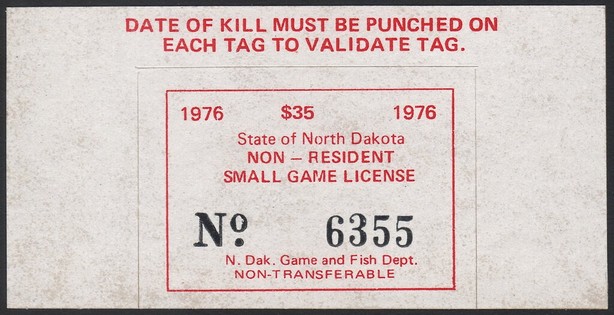 DATE OF KILL MUST BE PUNCHED ON
EACH TAG TO VALIDATE TAG.
1976 $35 1976
State of North Dakota
NON – RESIDENT
SMALL GAME LICENSE
Nº 6355
N. Dak. Game and Fish Dept.
NON-TRANSFERABLE